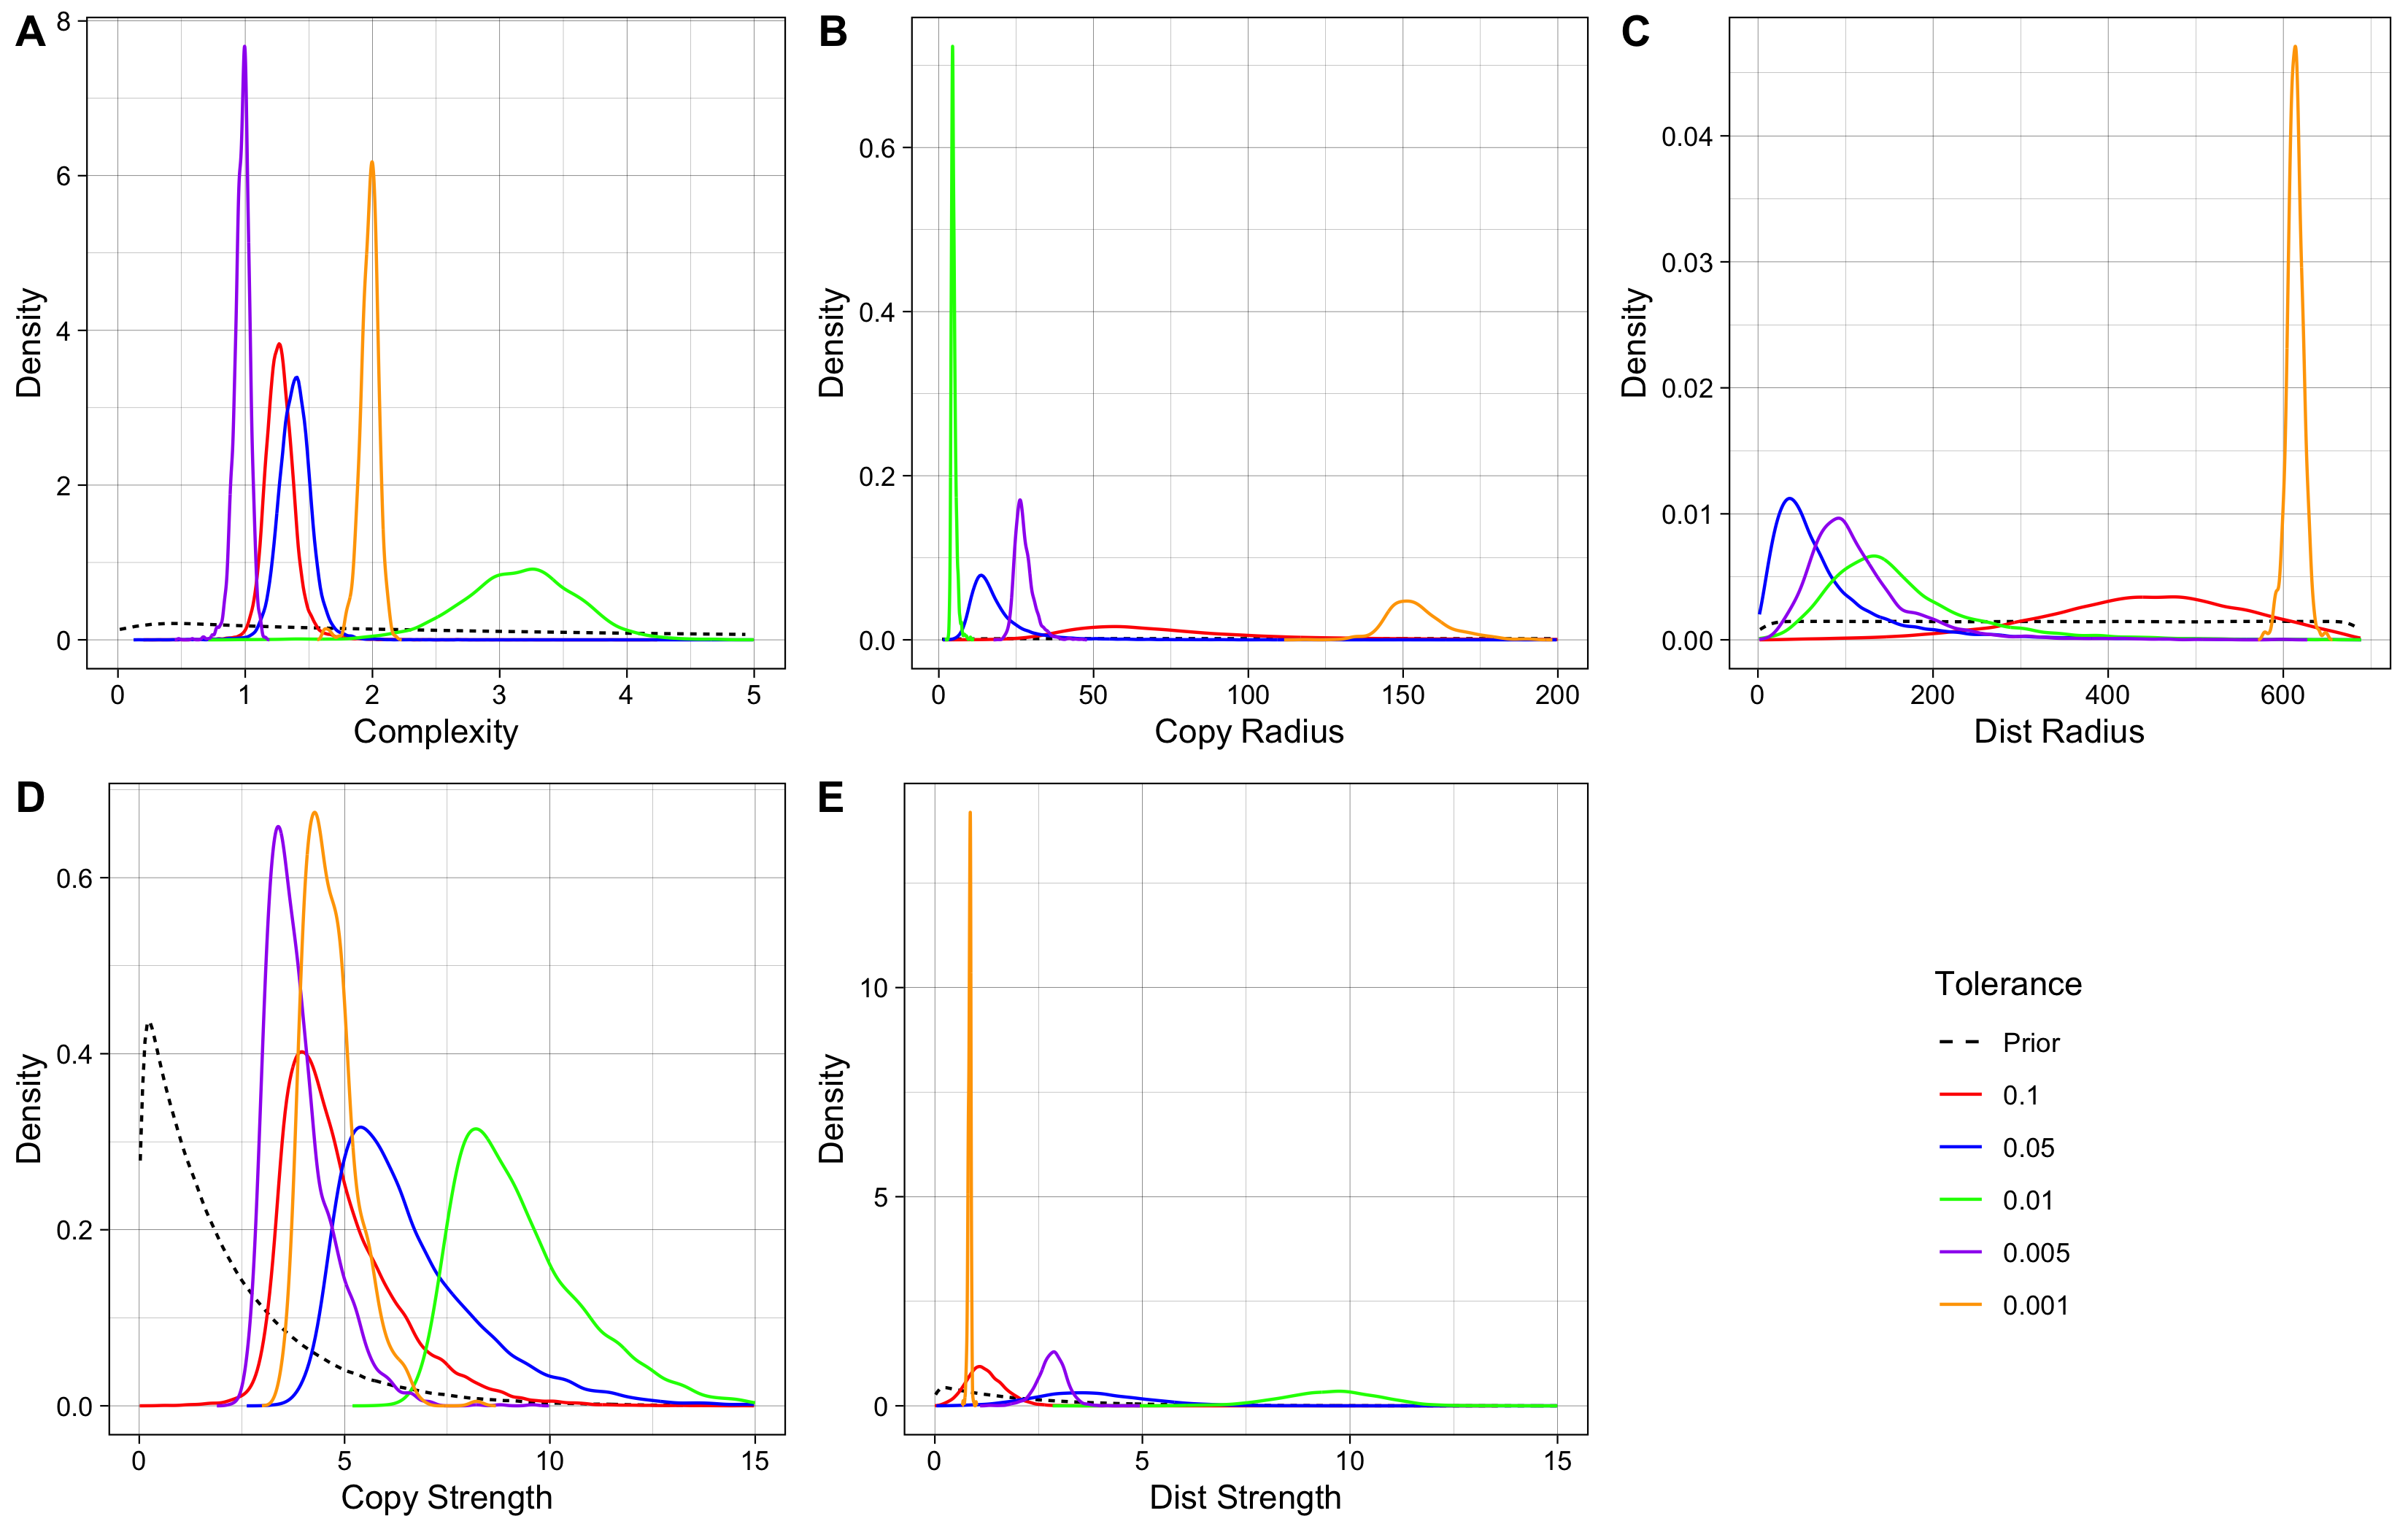 A
Density
8
6
4
2
0
0 1 2 3 4 5
Complexity
B
Density
0.6
0.4
0.2
0.0
0 50 100 150 200
Copy Radius
C
Density
0.04
0.03
0.02
0.01
0.00
0 200 400 600
Dist Radius
D
Density
0.6
0.4
0.2
0.0
0 5 10 15
Copy Strength
E
Density
10
5
0
0 5 10 15
Dist Strength
Tolerance
Prior
0.1
0.05
0.01
0.005
0.001